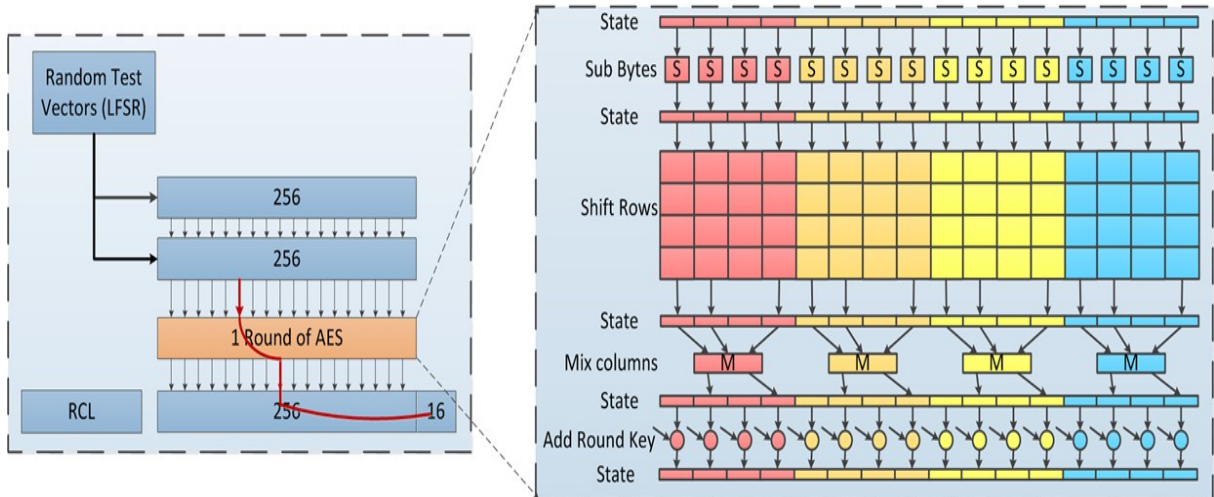 Random Test
Vectors (LFSR)
256
256
1 Round of AES
RCL
256
16
State
Sub Bytes
S S S S S S S S S S S S S S S S
State
Shift Rows
State
Mix columns
M M M M
State
Add Round Key
State